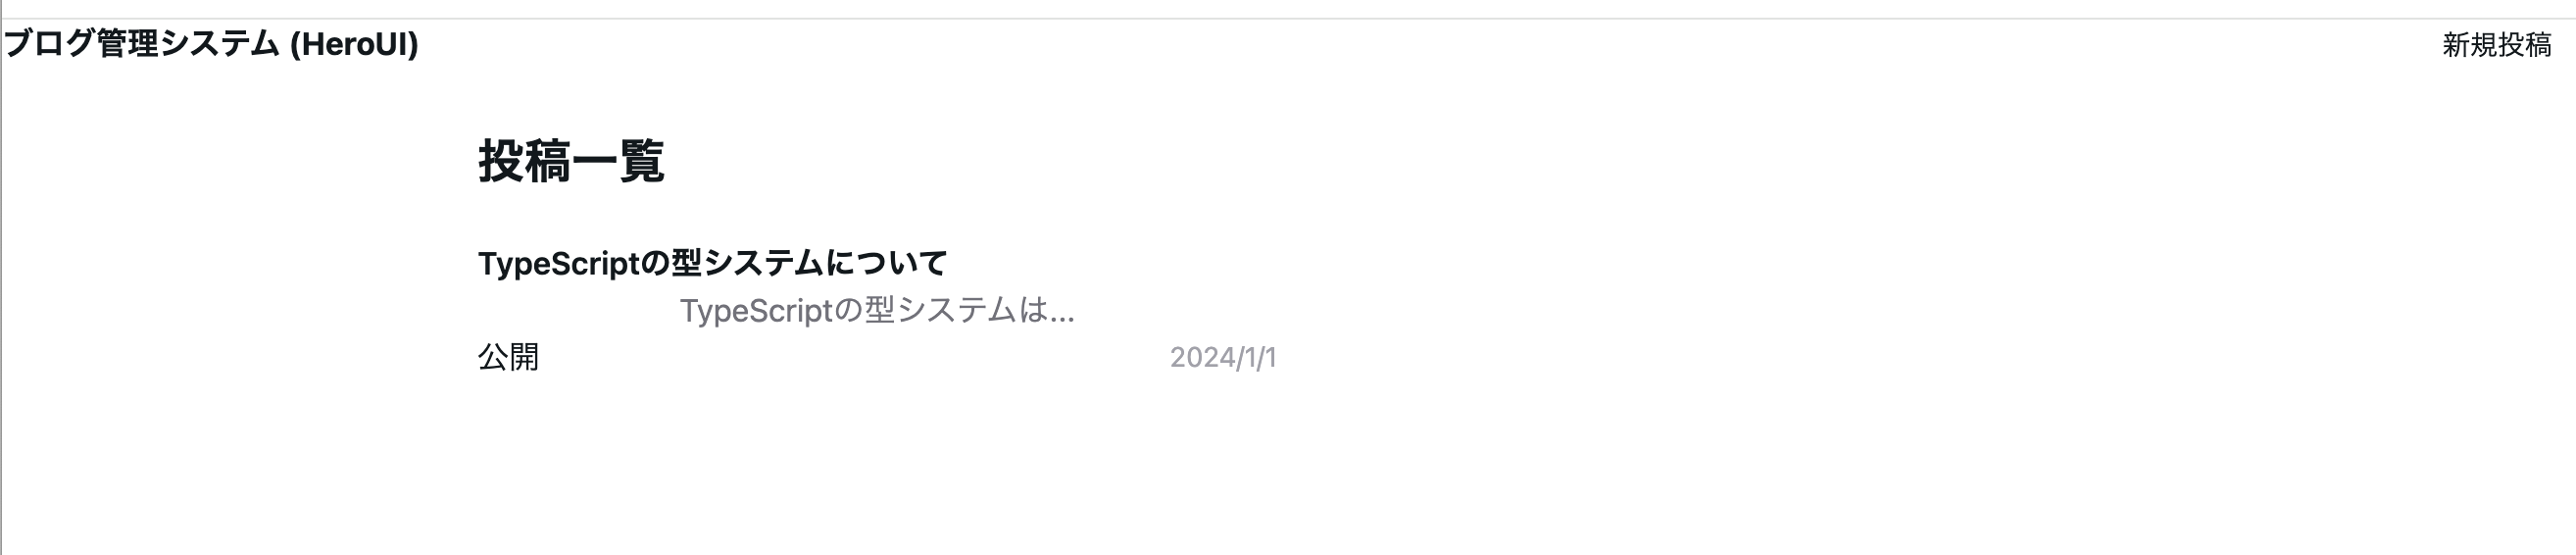 ブログ管理システム (HeroUI) 新規投稿
投稿一覧
TypeScriptの型システムについて
TypeScriptの型システムは...
公開 2024/1/1